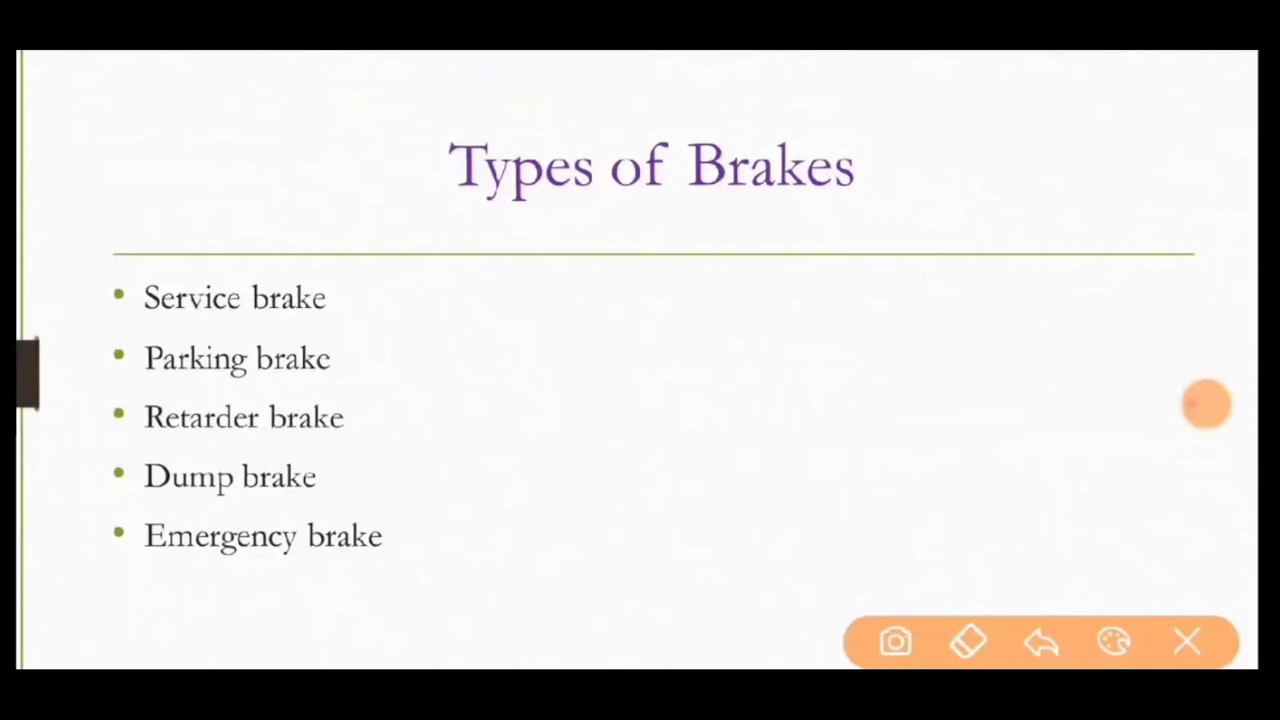 Types of Brakes
Service brake
Parking brake
Retarder brake
Dump brake
Emergency brake